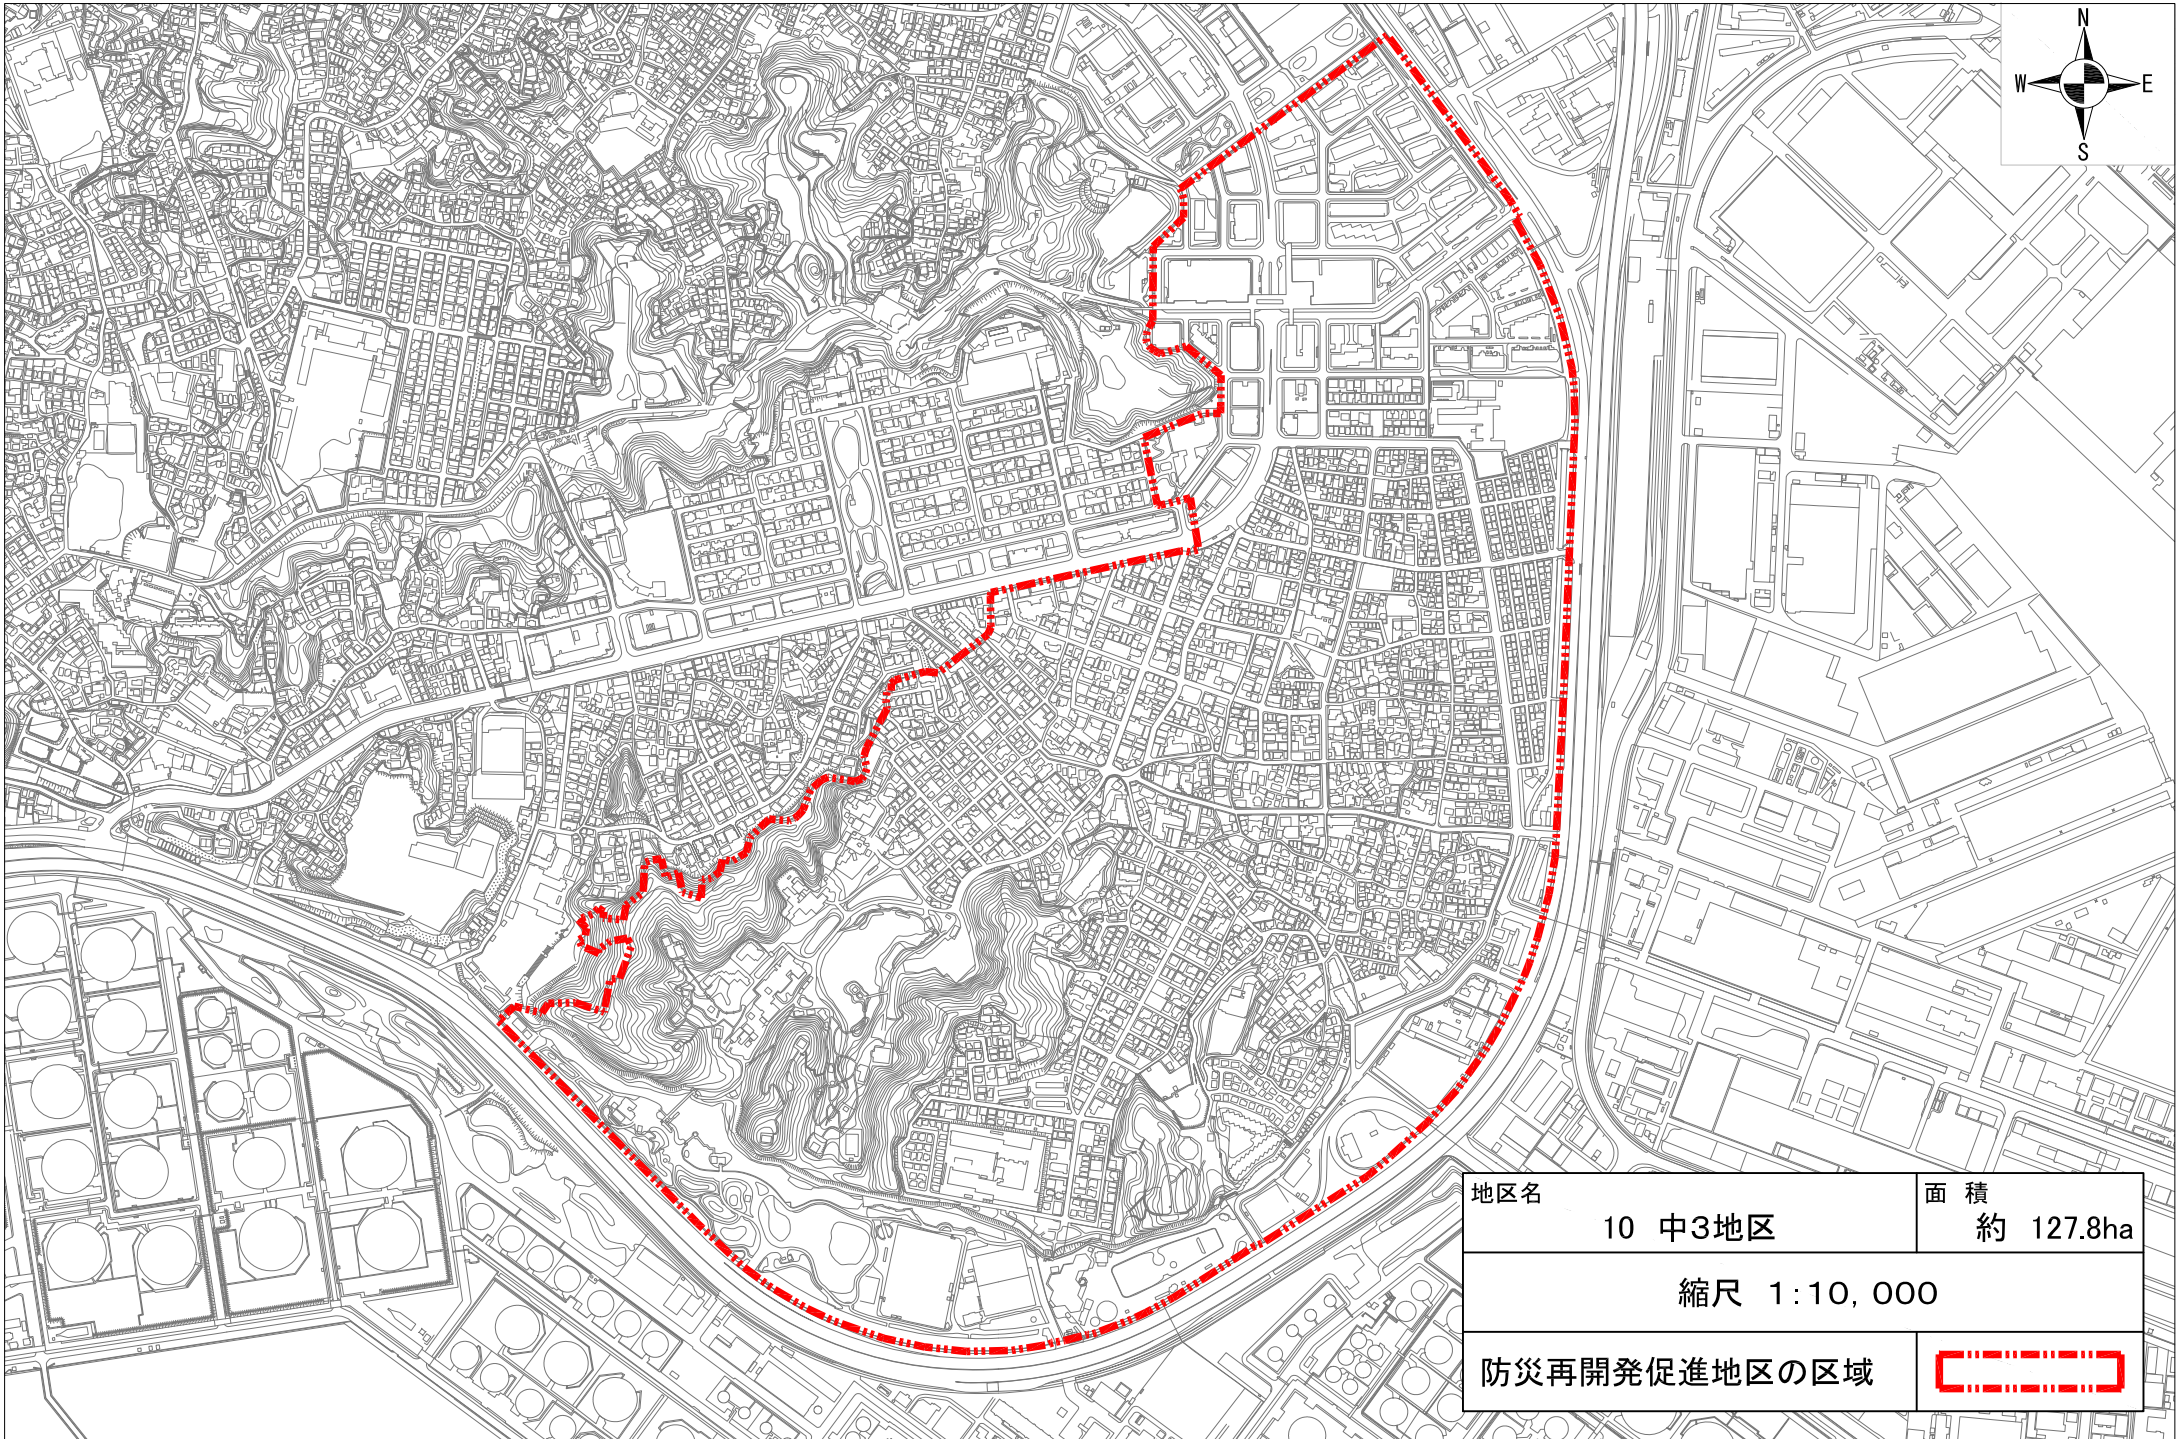 N
W E
S
地区名
10 中3地区
面 積
約 127.8ha
縮尺 1:10,000
防災再開発促進地区の区域